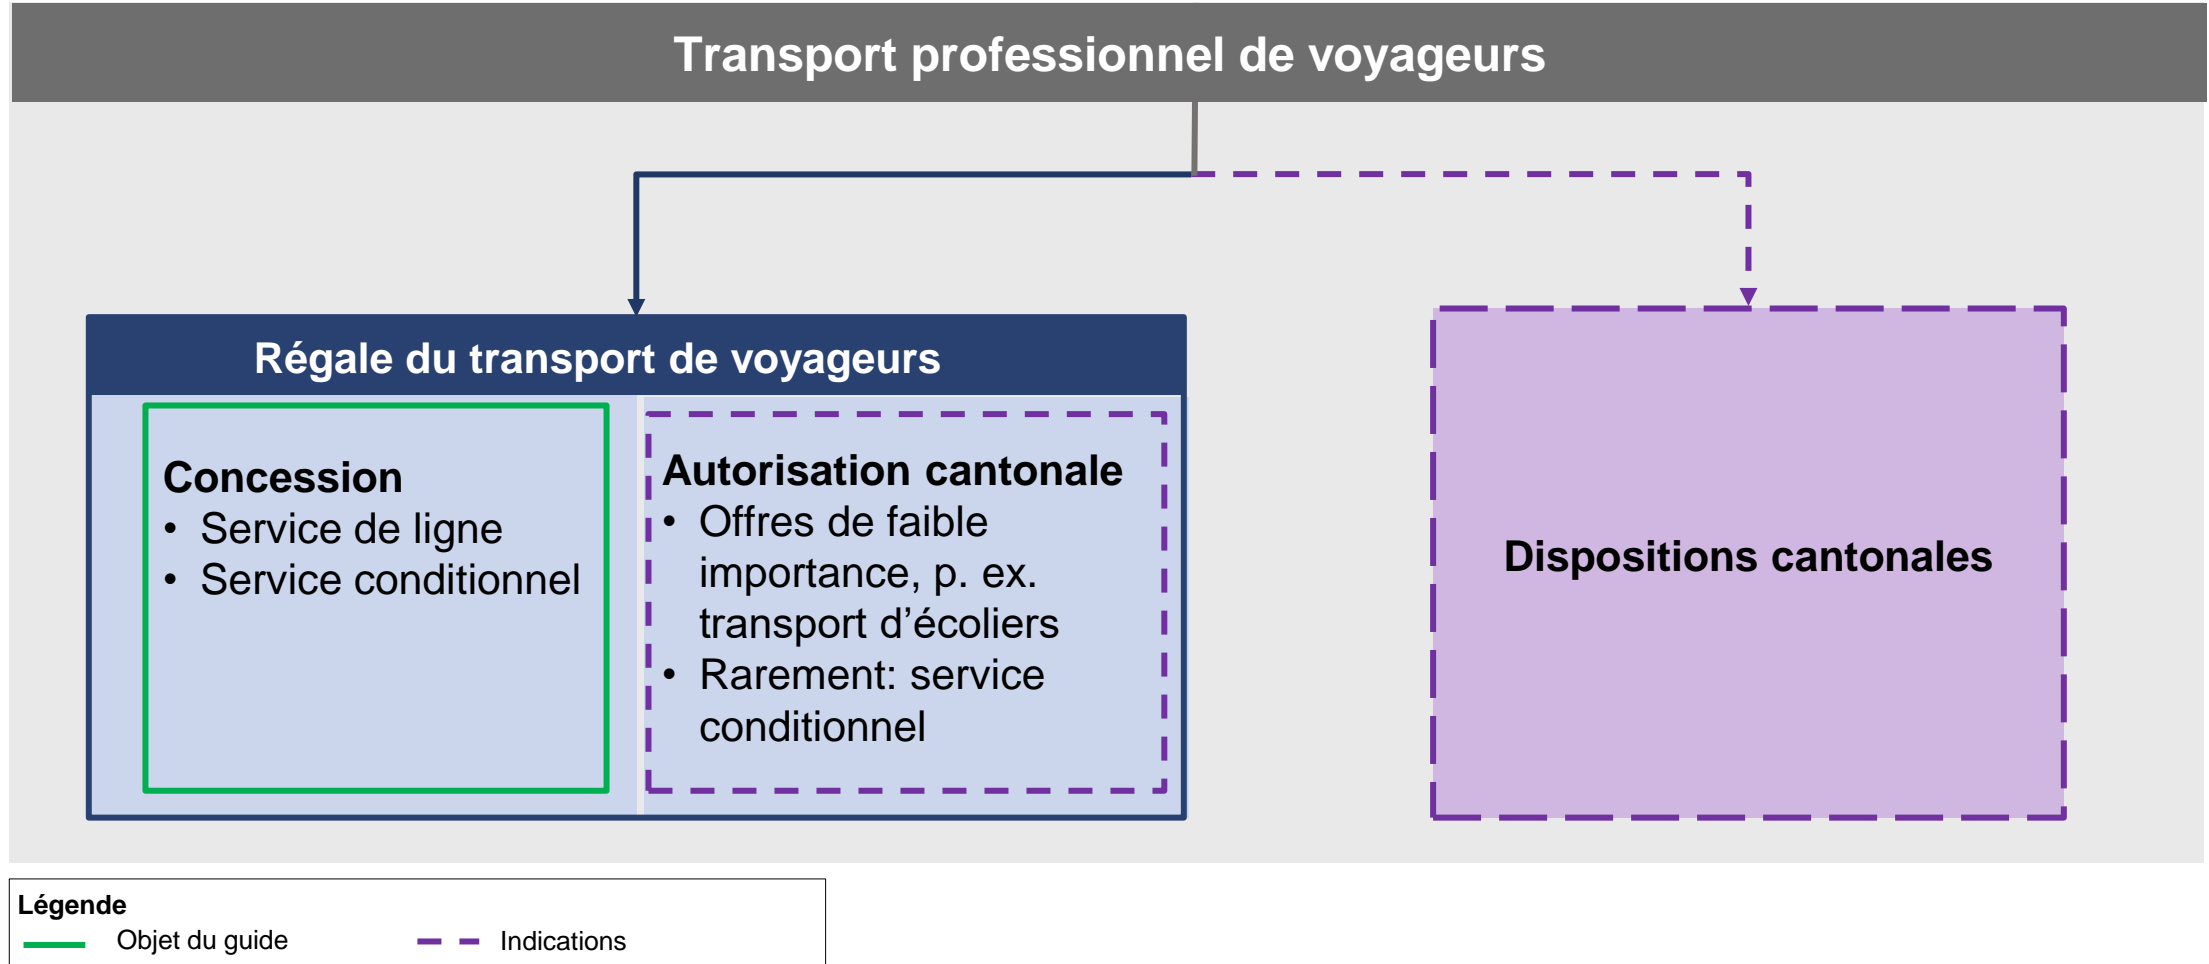 Transport professionnel de voyageurs
Régale du transport de voyageurs
Concession
• Service de ligne
• Service conditionnel
Autorisation cantonale
• Offres de faible
importance, p. ex.
transport d’écoliers
• Rarement: service
conditionnel
Dispositions cantonales
Légende
Objet du guide
Indications